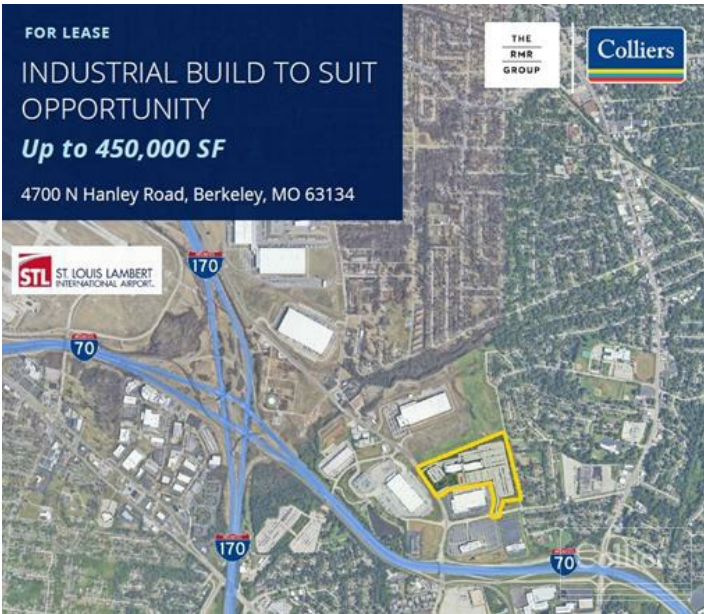 FOR LEASE
INDUSTRIAL BUILD TO SUIT
OPPORTUNITY
Up to 450,000 SF
4700 N Hanley Road, Berkeley, MO 63134
THE
RMR
GROUP
Colliers
STL ST. LOUIS LAMBERT
INTERNATIONAL AIRPORT.
170
70
170
70
Colliers